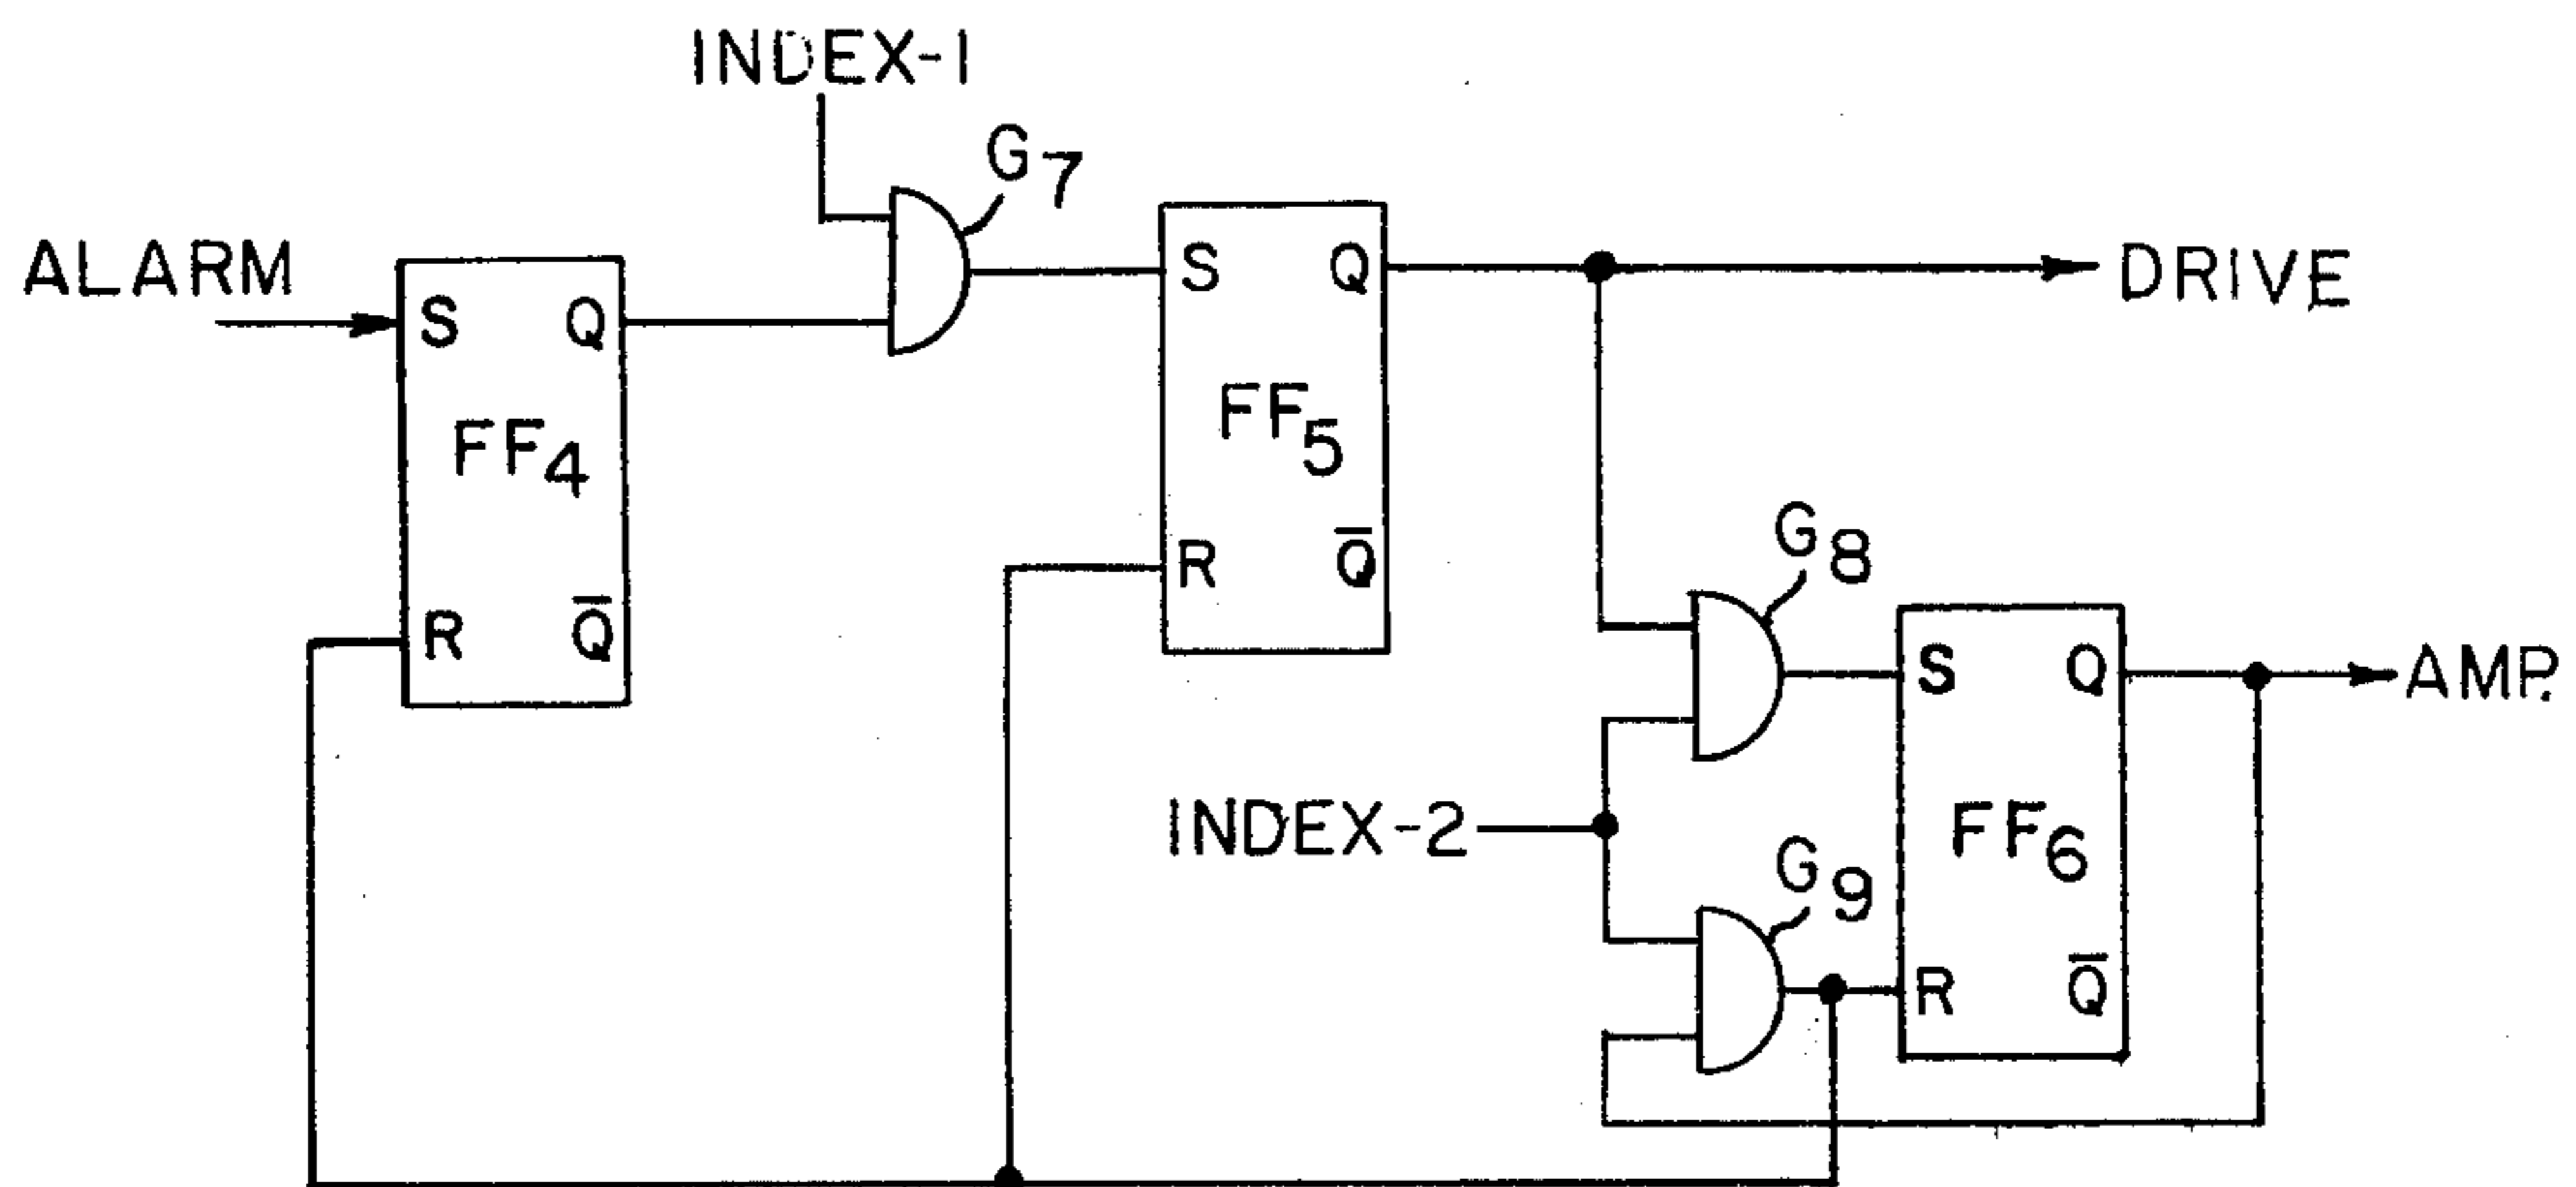 INDEX-1
G7
ALARM
S Q
FF4
R Q̅
S Q
FF5
R Q̅
DRIVE
G8
INDEX-2
G9
S Q
FF6
R Q̅
AMP.